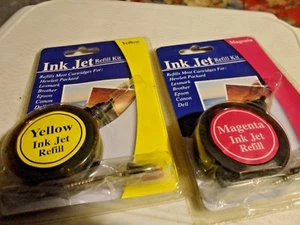 Yellow
Ink Jet Refill Kit
Refills Most Cartridges For:
Hewlett Packard
Lexmark
Brother
Epson
Canon
Dell
Yellow
Ink Jet
Refill
Magenta
Ink Jet Refill Kit
Refills Most Cartridges For:
Hewlett Packard
Lexmark
Brother
Epson
Canon
Dell
Magenta
Ink Jet
Refill